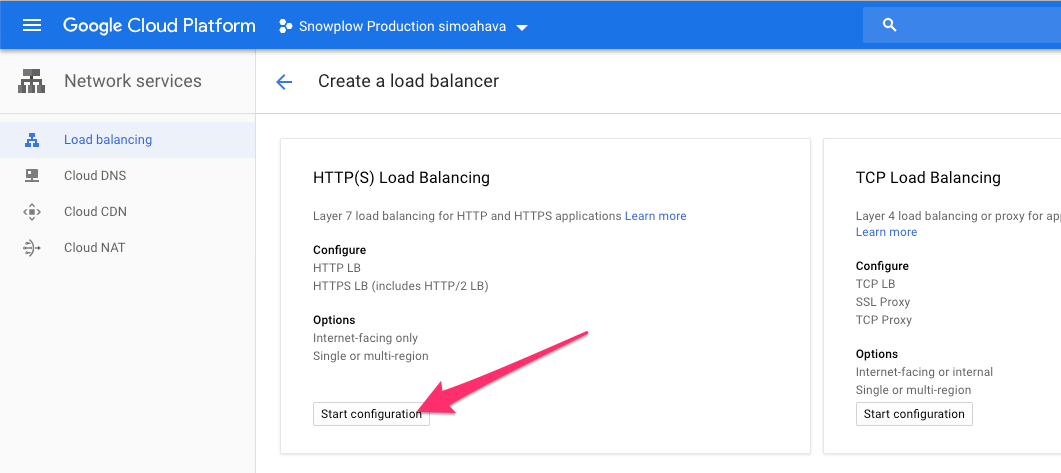 Google Cloud Platform
Snowplow Production simoahava
Network services
Create a load balancer
Load balancing
Cloud DNS
Cloud CDN
Cloud NAT
HTTP(S) Load Balancing
Layer 7 load balancing for HTTP and HTTPS applications Learn more
Configure
HTTP LB
HTTPS LB (includes HTTP/2 LB)
Options
Internet-facing only
Single or multi-region
Start configuration
TCP Load Balancing
Layer 4 load balancing or proxy for
Learn more
Configure
TCP LB
SSL Proxy
TCP Proxy
Options
Internet-facing or internal
Single or multi-region
Start configuration